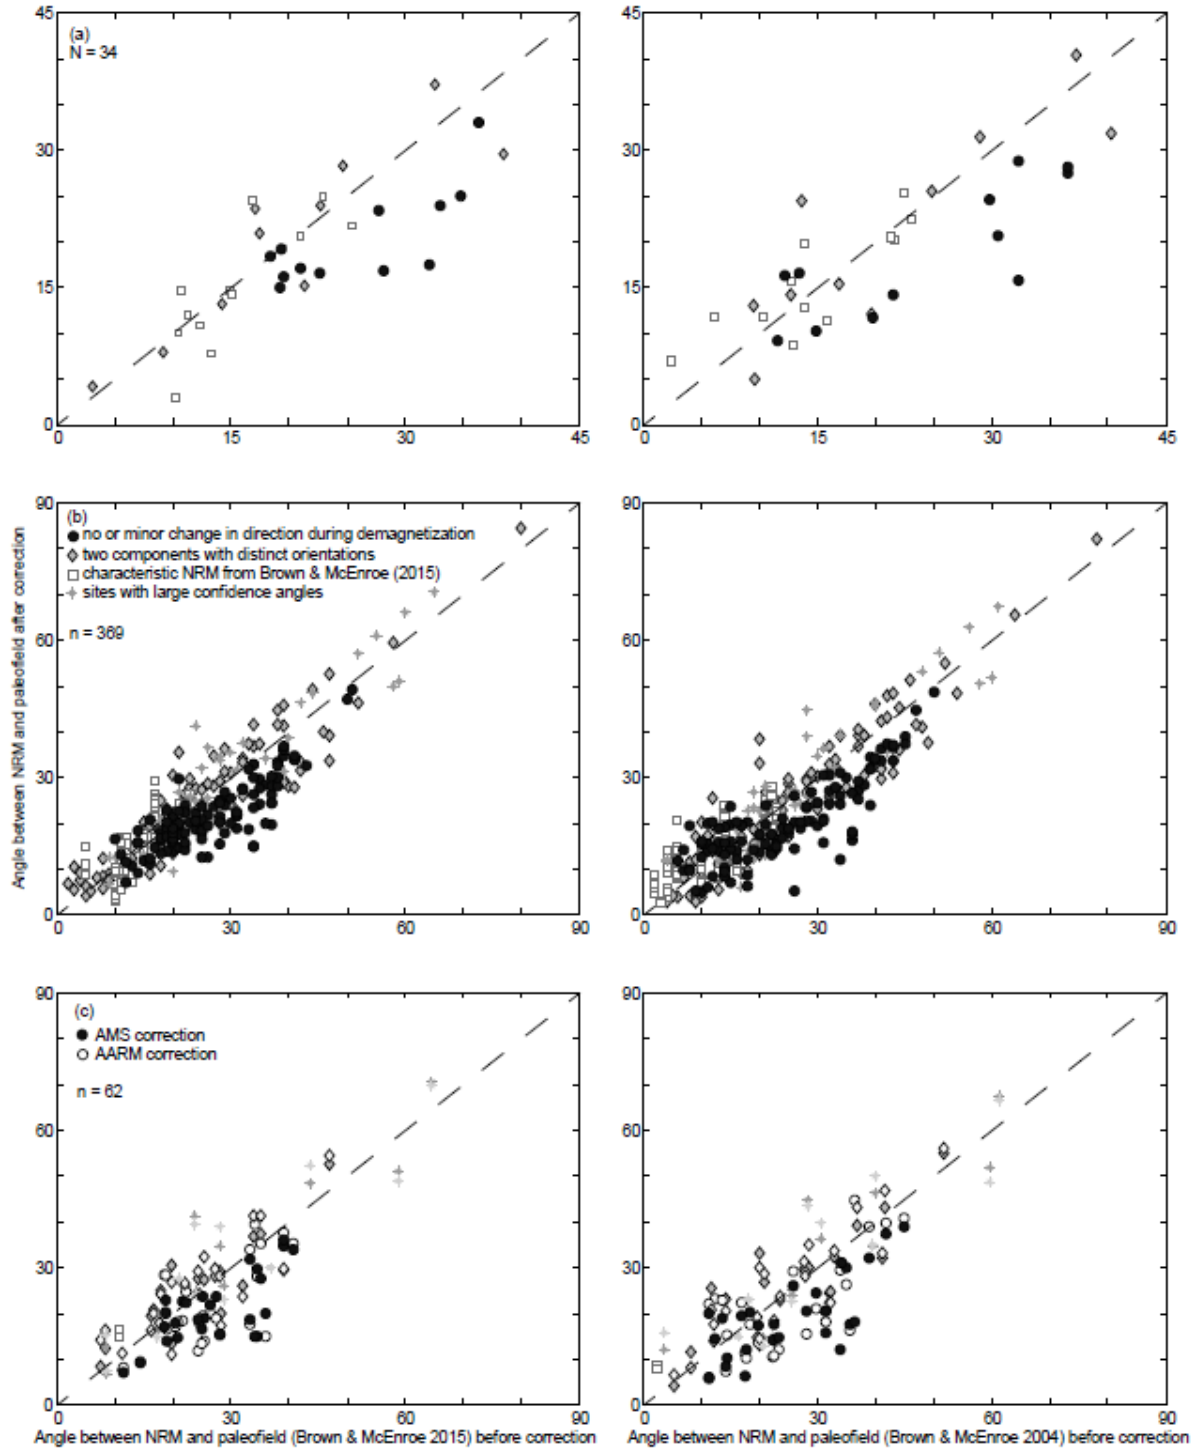 45
(a)
N = 34
30
15
0
0 15 30 45
45
30
15
0
0 15 30 45
Angle between NRM and paleofield after correction
90
(b)
no or minor change in direction during demagnetization
two components with distinct orientations
characteristic NRM from Brown & McEnroe (2015)
sites with large confidence angles
n = 369
60
30
0
0 30 60 90
90
60
30
0
0 30 60 90
90
(c)
AMS correction
AARM correction
n = 62
60
30
0
0 30 60 90
Angle between NRM and paleofield (Brown & McEnroe 2015) before correction
90
60
30
0
0 30 60 90
Angle between NRM and paleofield (Brown & McEnroe 2004) before correction